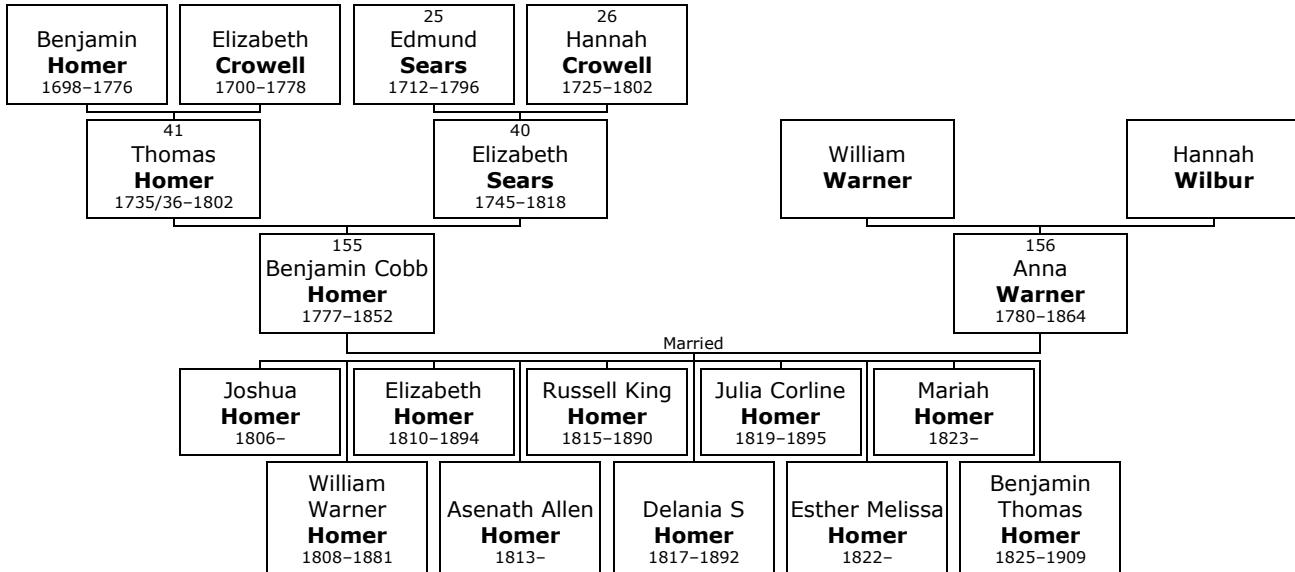 Benjamin
Homer
1698–1776
Elizabeth
Crowell
1700–1778
25
Edmund
Sears
1712–1796
26
Hannah
Crowell
1725–1802
41
Thomas
Homer
1735/36–1802
40
Elizabeth
Sears
1745–1818
William
Warner
Hannah
Wilbur
155
Benjamin Cobb
Homer
1777–1852
156
Anna
Warner
1780–1864
Married
Joshua
Homer
1806–
Elizabeth
Homer
1810–1894
Russell King
Homer
1815–1890
Julia Corline
Homer
1819–1895
Mariah
Homer
1823–
William
Warner
Homer
1808–1881
Asenath Allen
Homer
1813–
Delania S
Homer
1817–1892
Esther Melissa
Homer
1822–
Benjamin
Thomas
Homer
1825–1909